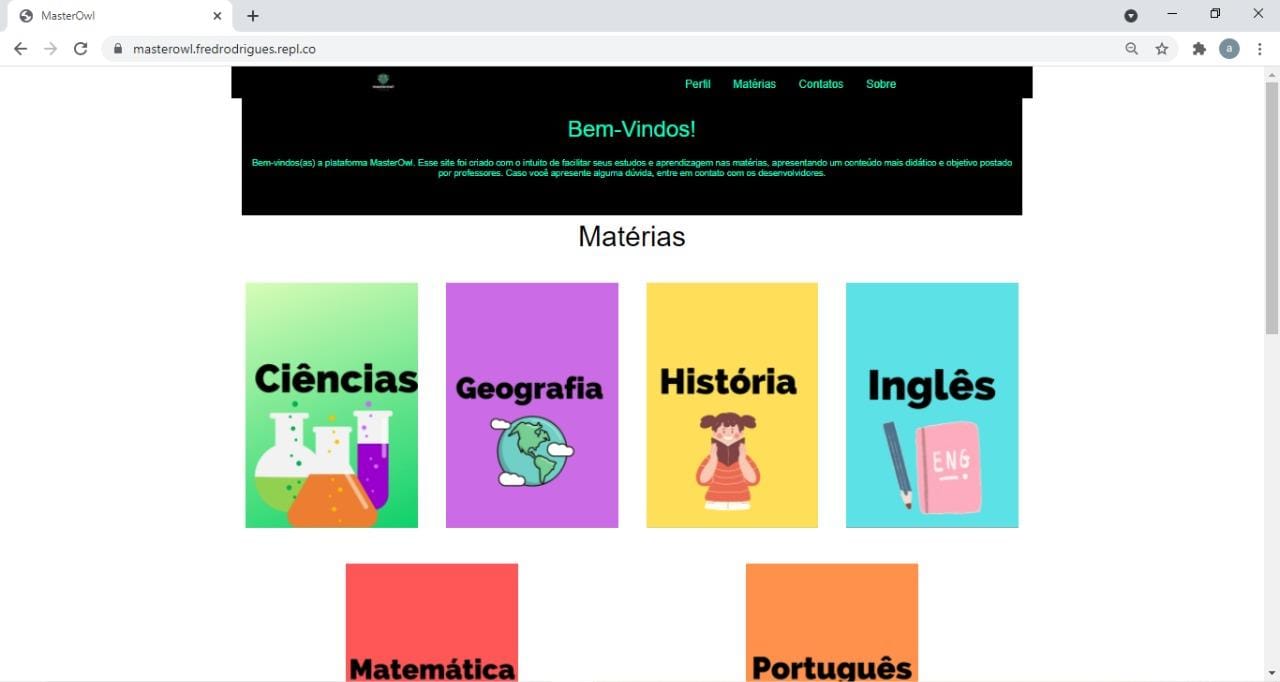 MasterOwl
masterowl.fredrodrigues.repl.co
a
Perfil Matérias Contatos Sobre
Bem-Vindos!
Bem-vindos(as) a plataforma MasterOwl. Esse site foi criado com o intuito de facilitar seus estudos e aprendizagem nas matérias, apresentando um conteúdo mais didático e objetivo postado
por professores. Caso você apresente alguma dúvida, entre em contato com os desenvolvedores.
Matérias
Ciências
Geografia
História
Inglês
ENG
Matemática
Português